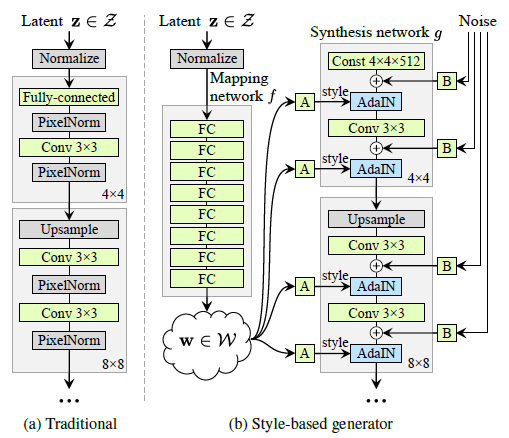 Latent z ∈ Z
Normalize
Fully-connected
PixelNorm
Conv 3×3
PixelNorm
4×4
Upsample
Conv 3×3
PixelNorm
Conv 3×3
PixelNorm
8×8
...
(a) Traditional
Latent z ∈ Z
Normalize
Mapping
network f
FC
FC
FC
FC
FC
FC
FC
FC
w ∈ W
Synthesis network g
Noise
Const 4×4×512
B
A
style
AdaIN
Conv 3×3
B
A
style
AdaIN
4×4
Upsample
Conv 3×3
B
A
style
AdaIN
Conv 3×3
B
A
style
AdaIN
8×8
...
(b) Style-based generator